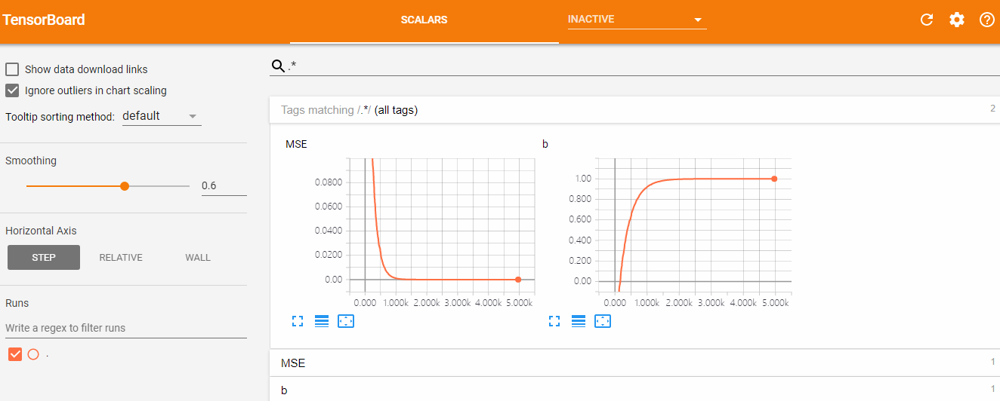 TensorBoard
SCALARS
INACTIVE
Show data download links
Ignore outliers in chart scaling
Tooltip sorting method: default
Smoothing
0.6
Horizontal Axis
STEP RELATIVE WALL
Runs
Write a regex to filter runs
.
.*
Tags matching /.*/ (all tags) 2
MSE
0.0800
0.0600
0.0400
0.0200
0.00
0.000 1.000k 2.000k 3.000k 4.000k 5.000k
b
1.00
0.800
0.600
0.400
0.200
0.00
0.000 1.000k 2.000k 3.000k 4.000k 5.000k
MSE 1
b 1